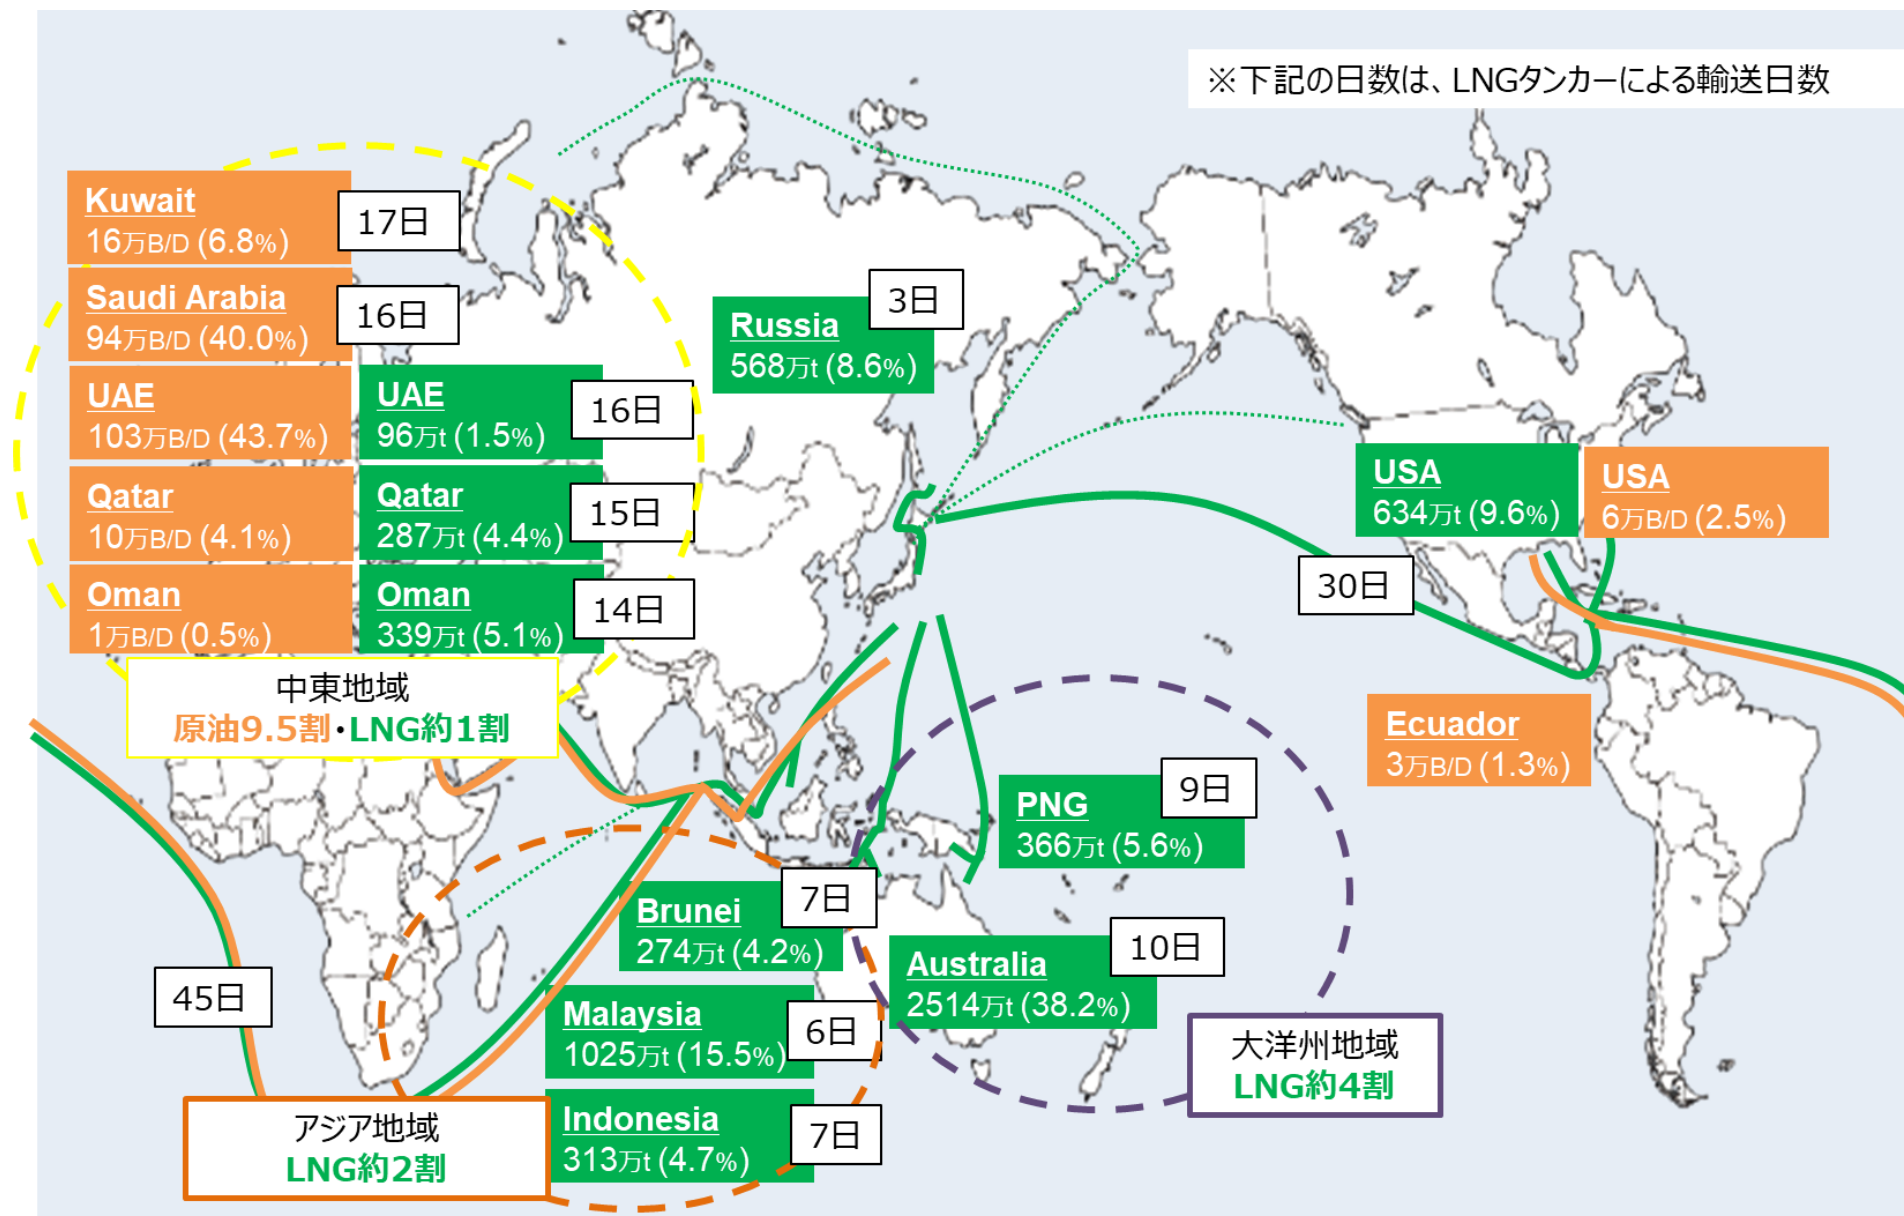 ※下記の日数は、LNGタンカーによる輸送日数
Kuwait
16万B/D (6.8%)
17日
Saudi Arabia
94万B/D (40.0%)
16日
UAE
103万B/D (43.7%)
UAE
96万t (1.5%)
16日
Qatar
10万B/D (4.1%)
Qatar
287万t (4.4%)
15日
Oman
1万B/D (0.5%)
Oman
339万t (5.1%)
14日
中東地域
原油9.5割・LNG約1割
Russia
568万t (8.6%)
3日
USA
634万t (9.6%)
USA
6万B/D (2.5%)
30日
Ecuador
3万B/D (1.3%)
PNG
366万t (5.6%)
9日
Brunei
274万t (4.2%)
7日
Australia
2514万t (38.2%)
10日
45日
Malaysia
1025万t (15.5%)
6日
大洋州地域
LNG約4割
アジア地域
LNG約2割
Indonesia
313万t (4.7%)
7日